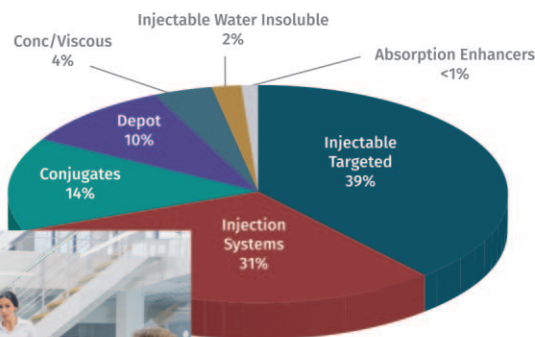 Injectable Water Insoluble
2%
Conc/Viscous
4%
Absorption Enhancers
<1%
Depot
10%
Injectable
Targeted
39%
Conjugates
14%
Injection
Systems
31%